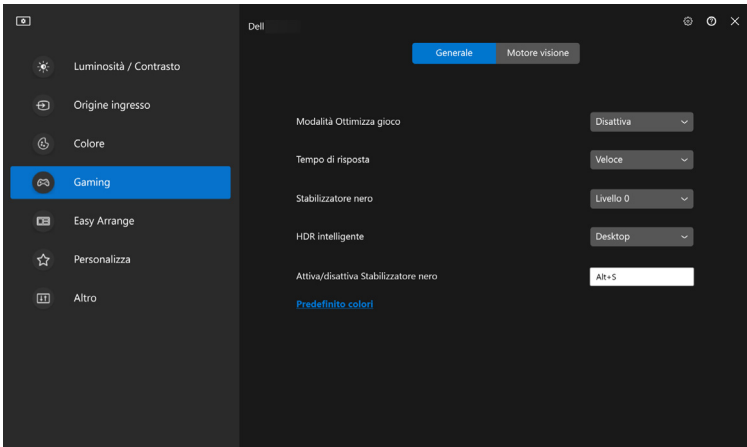 Dell
Generale
Motore visione
Luminosità / Contrasto
Origine ingresso
Colore
Gaming
Easy Arrange
Personalizza
Altro
Modalità Ottimizza gioco
Disattiva
Tempo di risposta
Veloce
Stabilizzatore nero
Livello 0
HDR intelligente
Desktop
Attiva/disattiva Stabilizzatore nero
Alt+S
Predefinito colori